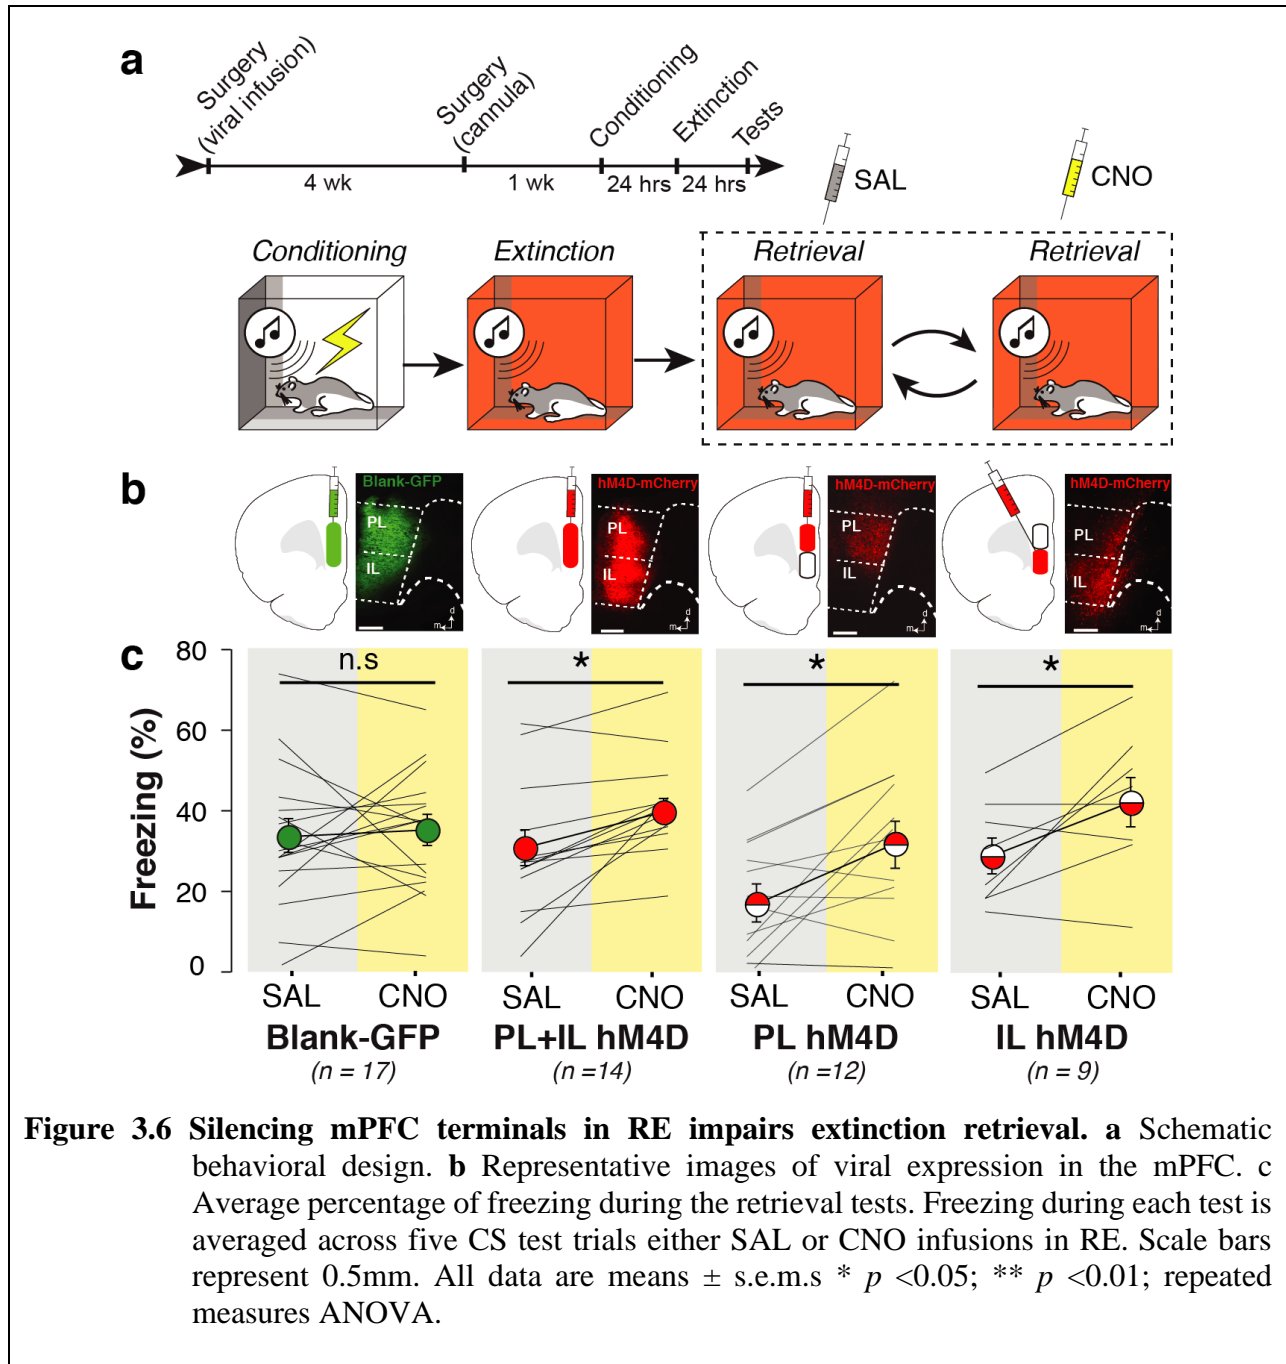 a
Surgery
(viral infusion)
Surgery
(cannula)
Conditioning
Extinction
Tests
4 wk
1 wk
24 hrs
24 hrs
SAL
CNO
Conditioning
Extinction
Retrieval
Retrieval
b
Blank-GFP
PL
IL
d
m
hM4D-mCherry
PL
IL
d
m
hM4D-mCherry
PL
IL
d
m
hM4D-mCherry
PL
IL
d
m
c
Freezing (%)
80
60
40
20
0
n.s
*
*
*
SAL CNO
SAL CNO
SAL CNO
SAL CNO
Blank-GFP
PL+IL hM4D
PL hM4D
IL hM4D
(n = 17)
(n =14)
(n =12)
(n = 9)
Figure 3.6 Silencing mPFC terminals in RE impairs extinction retrieval. a Schematic
behavioral design. b Representative images of viral expression in the mPFC. c
Average percentage of freezing during the retrieval tests. Freezing during each test is
averaged across five CS test trials either SAL or CNO infusions in RE. Scale bars
represent 0.5mm. All data are means ± s.e.m.s * p <0.05; ** p <0.01; repeated
measures ANOVA.